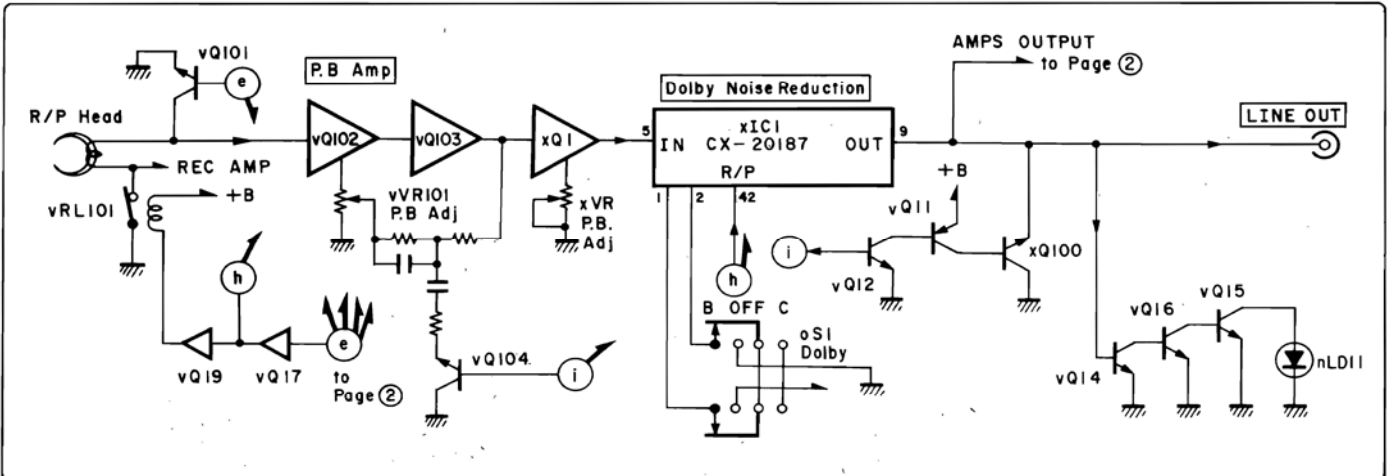 vQ101
e
P.B Amp
AMPS OUTPUT
to Page ②
R/P Head
vQ102
vQ103
xQ1
Dolby Noise Reduction
5
IN
xIC1
CX-20187
OUT
9
R/P
1
2
42
LINE OUT
REC AMP
+B
vRL101
vVR101
P.B Adj
xVR
P.B.
Adj
+B
vQ11
i
vQ12
xQ100
h
h
B OFF C
oS1
Dolby
vQ16
vQ15
vQ14
nLD11
vQ19
vQ17
e
to
Page ②
vQ104
i